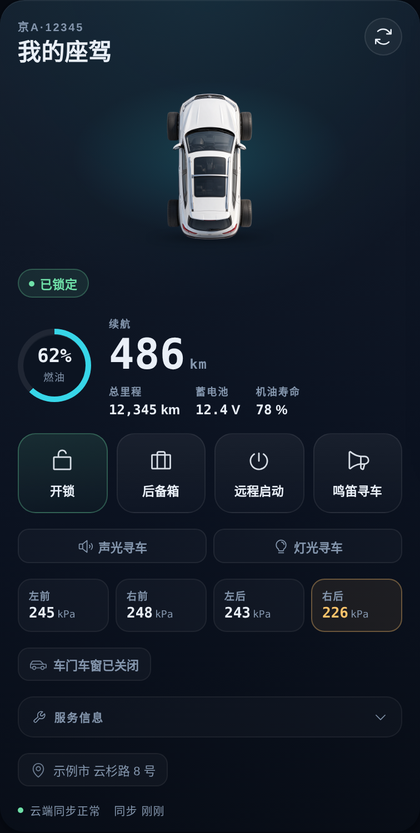 京A·12345
我的座驾
已锁定
62%
燃油
续航
486 km
总里程 蓄电池 机油寿命
12,345 km 12.4 V 78 %
开锁 后备箱 远程启动 鸣笛寻车
声光寻车 灯光寻车
左前 右前 左后 右后
245 kPa 248 kPa 243 kPa 226 kPa
车门车窗已关闭
服务信息
示例市 云杉路 8 号
云端同步正常 同步 刚刚